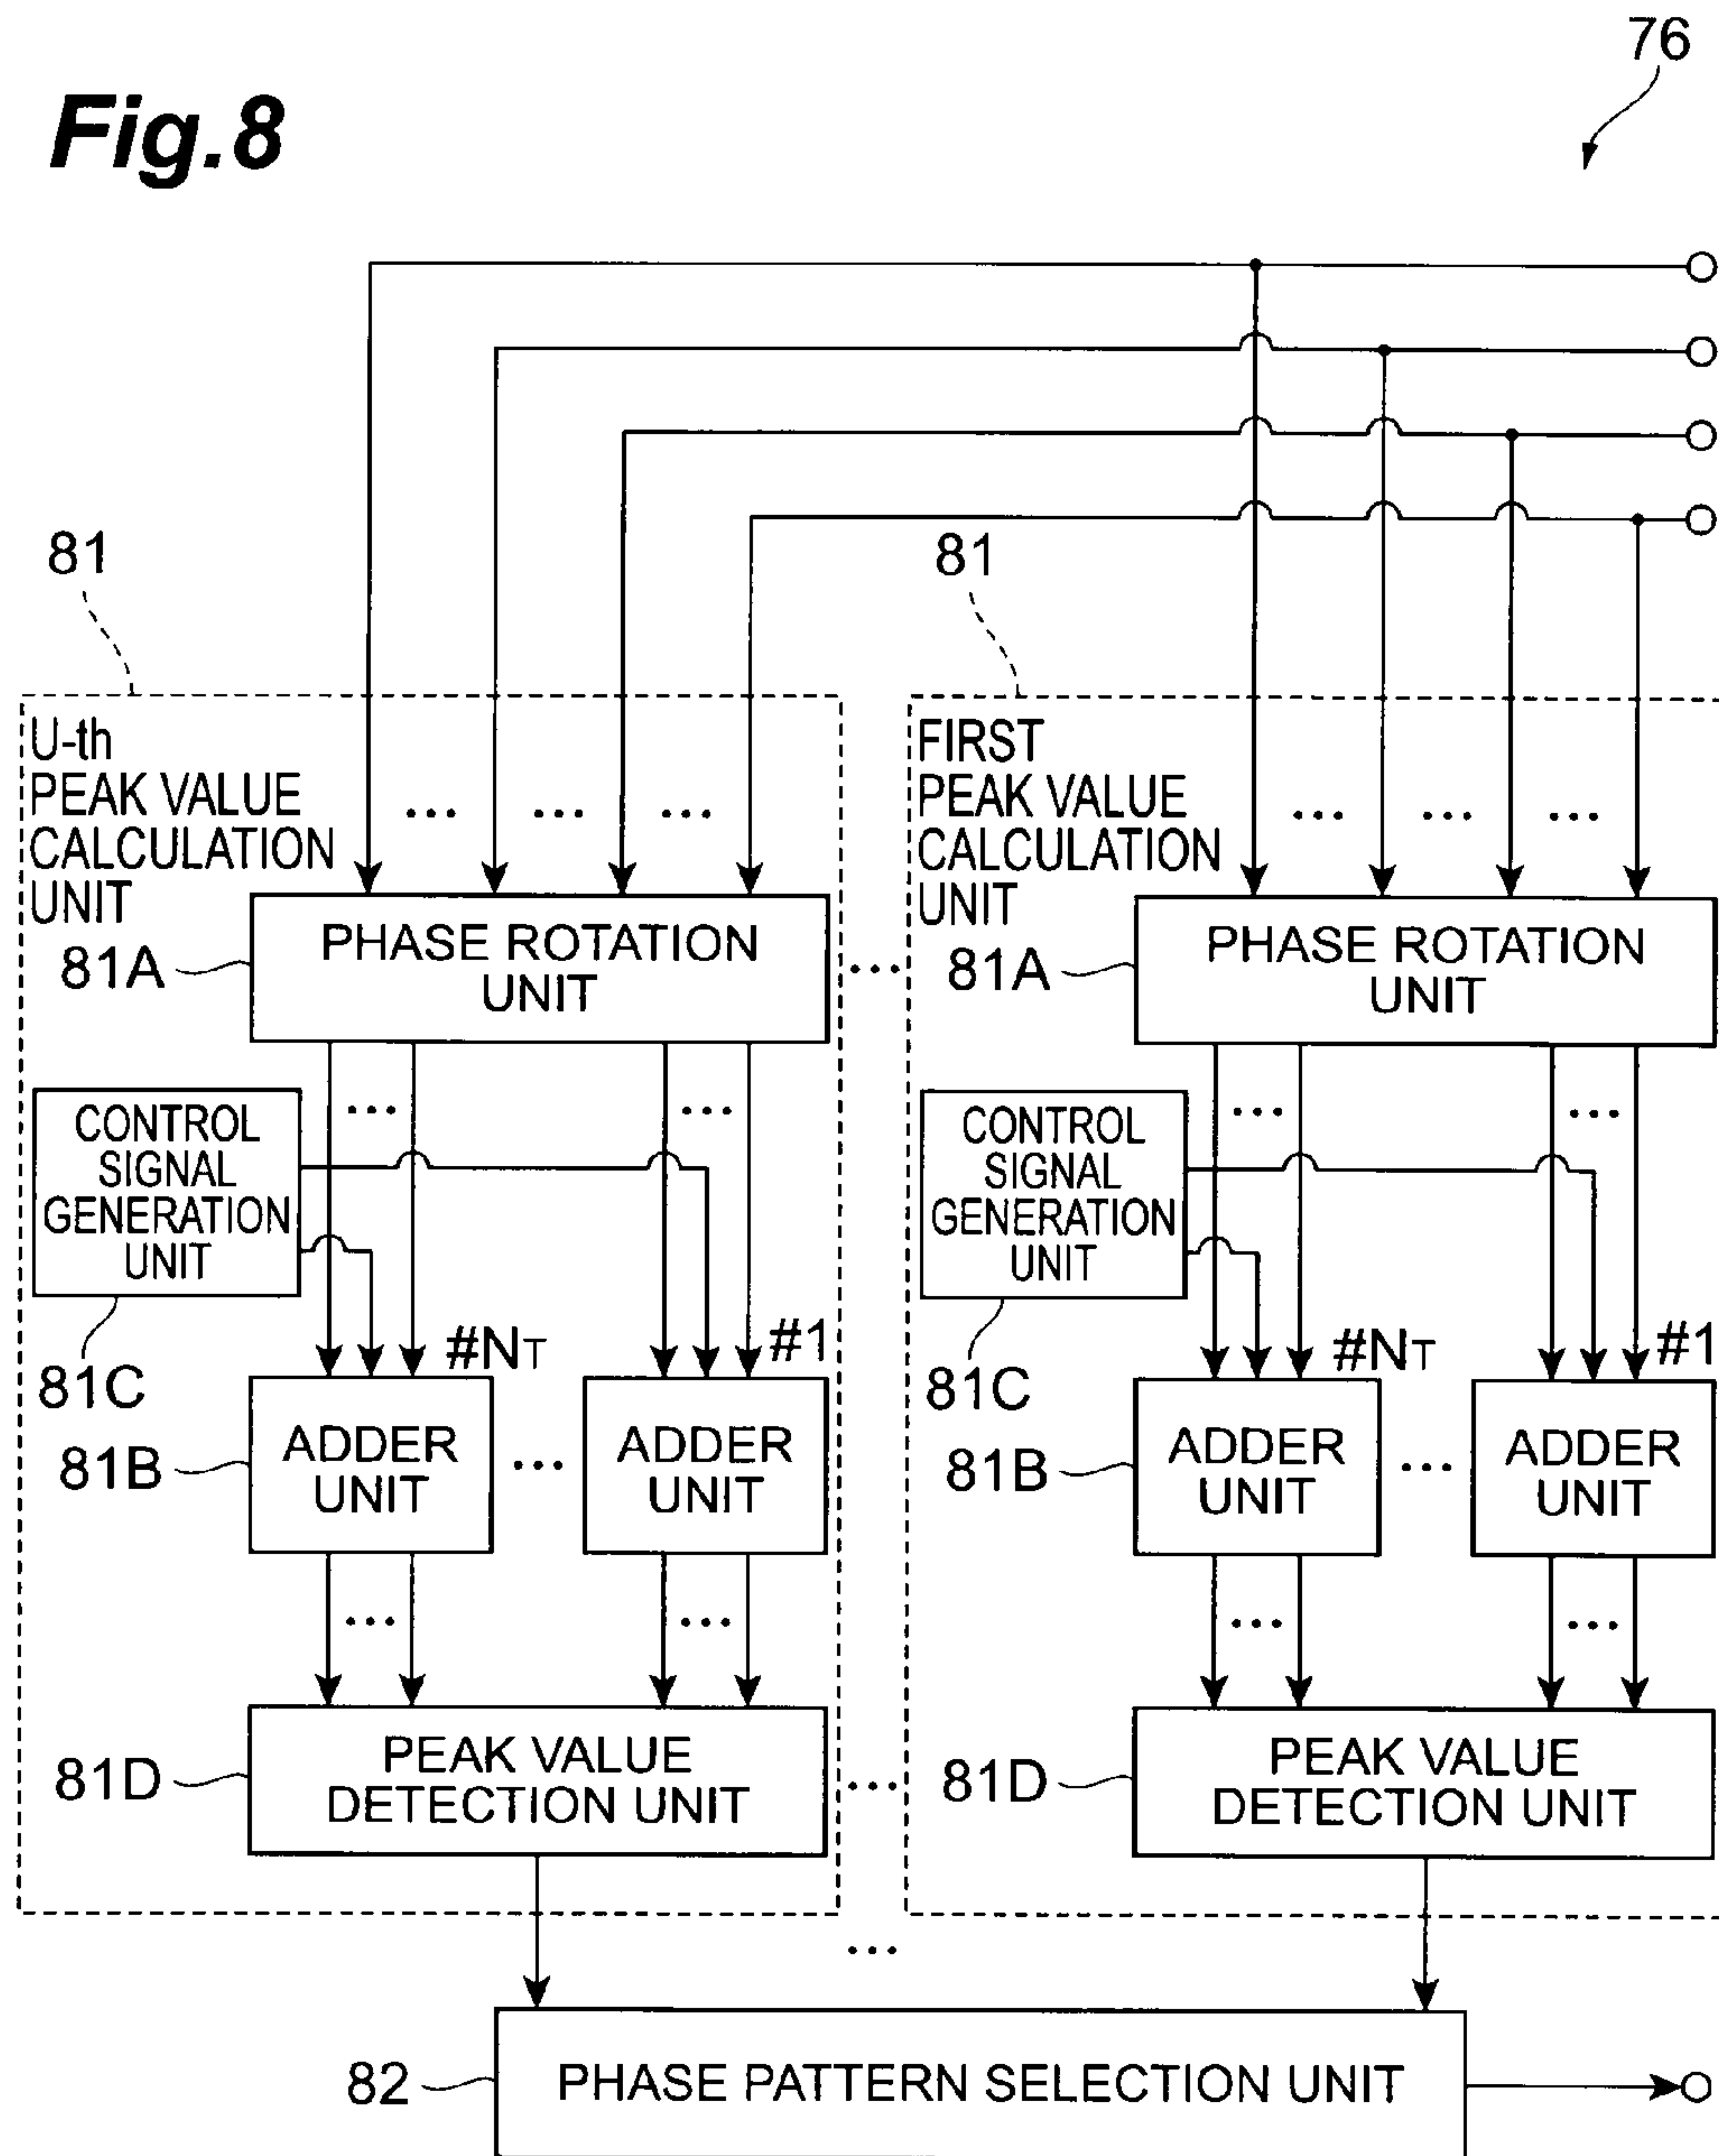 76
Fig.8
81
81
U-th
PEAK VALUE
CALCULATION
UNIT
FIRST
PEAK VALUE
CALCULATION
UNIT
... ... ...
... ... ...
81A
PHASE ROTATION
UNIT
...
81A
PHASE ROTATION
UNIT
CONTROL
SIGNAL
GENERATION
UNIT
... ...
CONTROL
SIGNAL
GENERATION
UNIT
... ...
81C
#NT
#1
81C
#NT
#1
81B
ADDER
UNIT
...
ADDER
UNIT
81B
ADDER
UNIT
...
ADDER
UNIT
... ...
... ...
81D
PEAK VALUE
DETECTION UNIT
...
81D
PEAK VALUE
DETECTION UNIT
...
82
PHASE PATTERN SELECTION UNIT